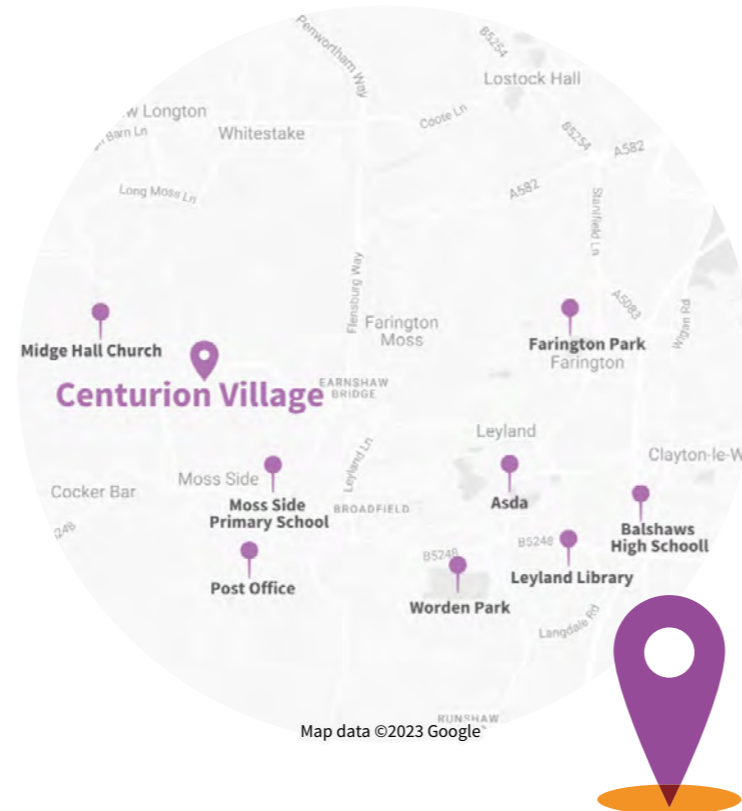 Penwortham Way
B5254
Lostock Hall
w Longton
Barn Ln
Whitestake
Coote Ln
B5254
A582
Long Moss Ln
A582
Stanifield Ln
Flensburg Way
A5083
Wigan Rd
Farington
Moss
Midge Hall Church
Farington Park
Farington
Centurion Village
EARNSHAW
BRIDGE
Leyland
Leyland Ln
Clayton-le-W
Moss Side
Cocker Bar
Moss Side
Primary School
BROADFIELD
Asda
Balshaws
High Schooll
B5248
B5248
Post Office
Leyland Library
Worden Park
Langdale Rd
RUNSHAW
Map data ©2023 Google